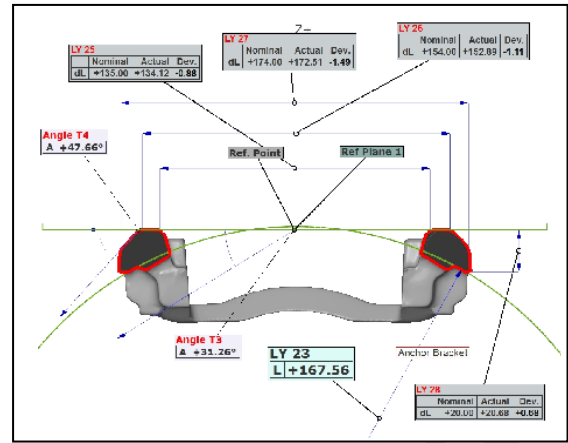 Z+
LY 27
Nominal Actual Dev.
dL +174.00 +172.51 -1.49
LY 26
Nominal Actual Dev.
dL +154.00 +152.89 -1.11
LY 25
Nominal Actual Dev.
dL +135.00 +134.12 -0.88
Angle T4
A +47.66°
Ref. Point
Ref Plane 1
Angle T3
A +31.26°
LY 23
L +167.56
Anchor Bracket
LY 28
Nominal Actual Dev.
dL +20.00 +20.68 +0.68